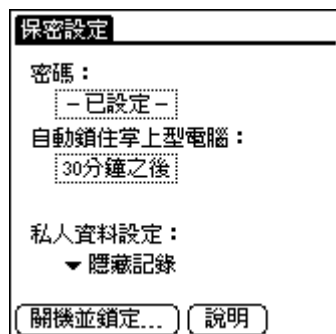 保密設定
密碼：
－已設定－
自動鎖住掌上型電腦：
30分鐘之後
私人資料設定：
隱藏記錄
關機並鎖定... 說明